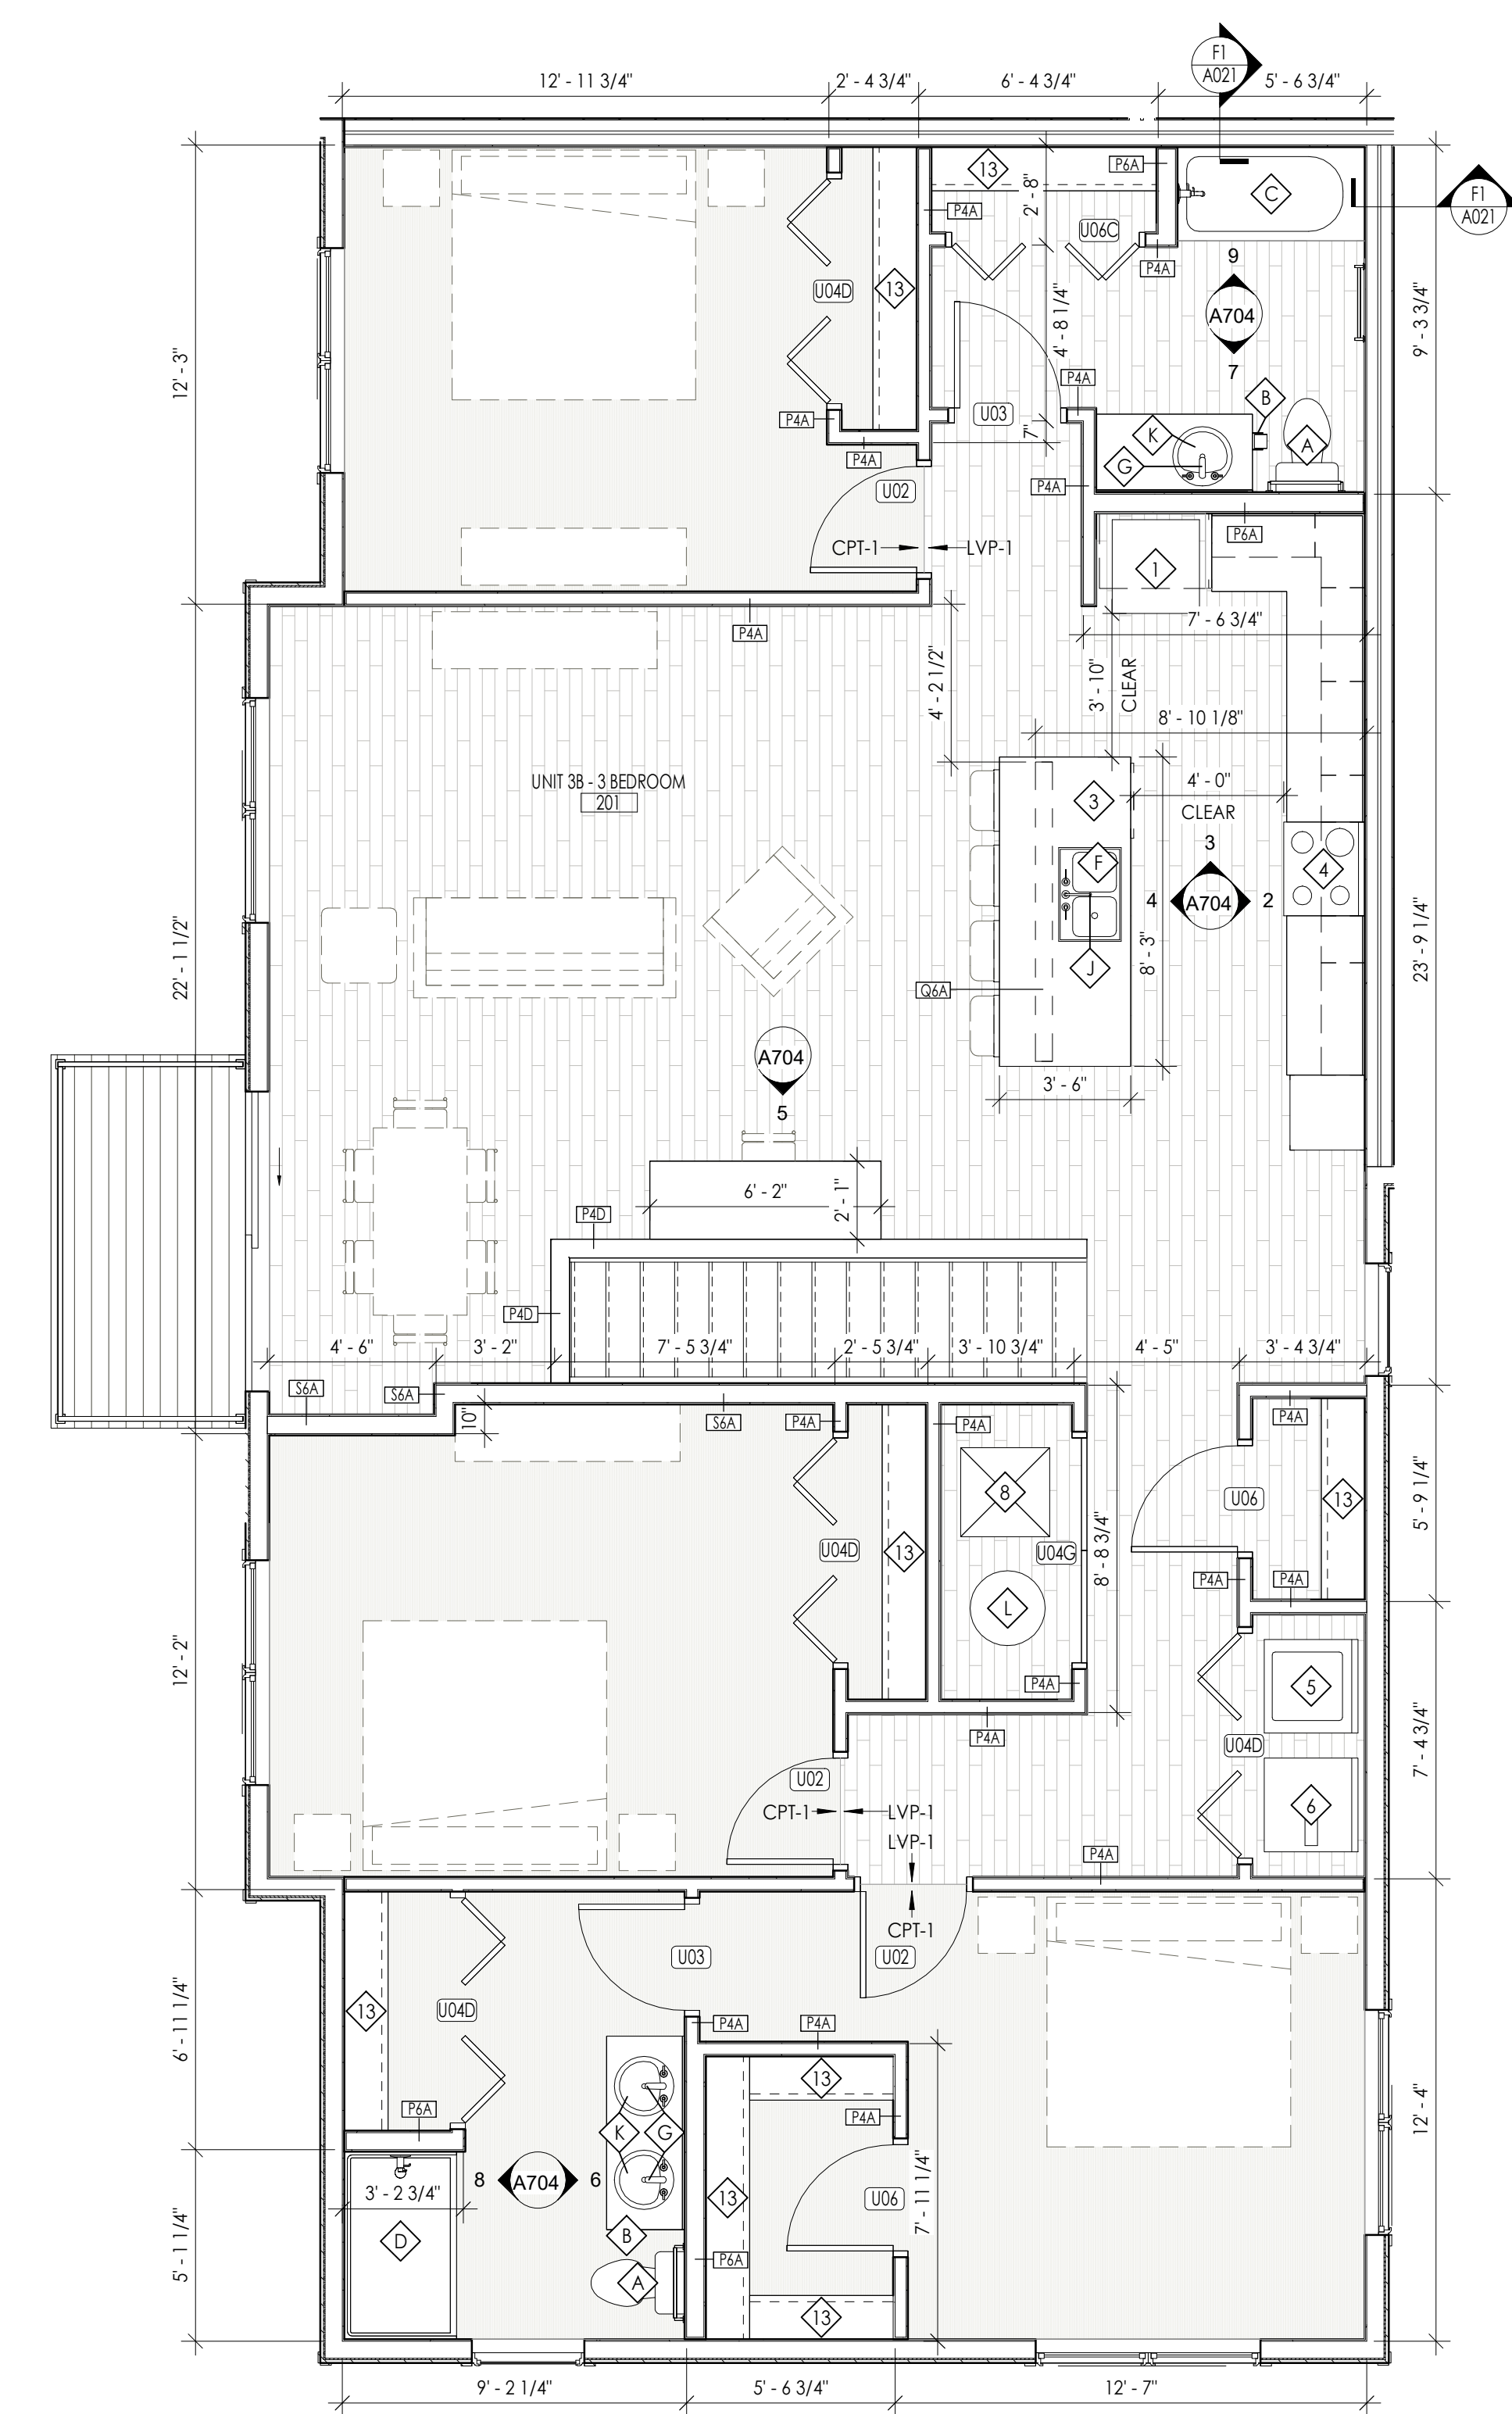 F1
A021
12' - 11 3/4"
2' - 4 3/4"
6' - 4 3/4"
5' - 6 3/4"
13
P6A
C
F1
A021
P4A
2' - 8"
U06C
P4A
9
A704
7
U04D
13
4' - 8 1/4"
9' - 3 3/4"
12' - 3"
P4A
B
P4A
U03
7"
K
A
G
P4A
U02
P4A
P6A
CPT-1
LVP-1
1
7' - 6 3/4"
P4A
4' - 2 1/2"
3' - 10"
CLEAR
8' - 10 1/8"
UNIT 3B - 3 BEDROOM
201
3
4' - 0"
CLEAR
3
F
4
4
A704
2
22' - 1 1/2"
8' - 3"
23' - 9 1/4"
J
Q6A
A704
5
3' - 6"
6' - 2"
2' - 1"
P4D
P4D
4' - 6"
3' - 2"
7' - 5 3/4"
2' - 5 3/4"
3' - 10 3/4"
4' - 5"
3' - 4 3/4"
S6A
S6A
10"
S6A
P4A
P4A
P4A
8
U06
13
5' - 9 1/4"
U04D
13
U04G
8' - 8 3/4"
P4A
P4A
L
12' - 2"
P4A
5
P4A
U04D
7' - 4 3/4"
U02
CPT-1
LVP-1
6
LVP-1
P4A
CPT-1
U03
U02
13
U04D
P4A
P4A
6' - 11 1/4"
13
P6A
P4A
K
G
12' - 4"
8
A704
6
3' - 2 3/4"
13
U06
7' - 11 1/4"
D
B
P6A
A
5' - 1 1/4"
13
9' - 2 1/4"
5' - 6 3/4"
12' - 7"